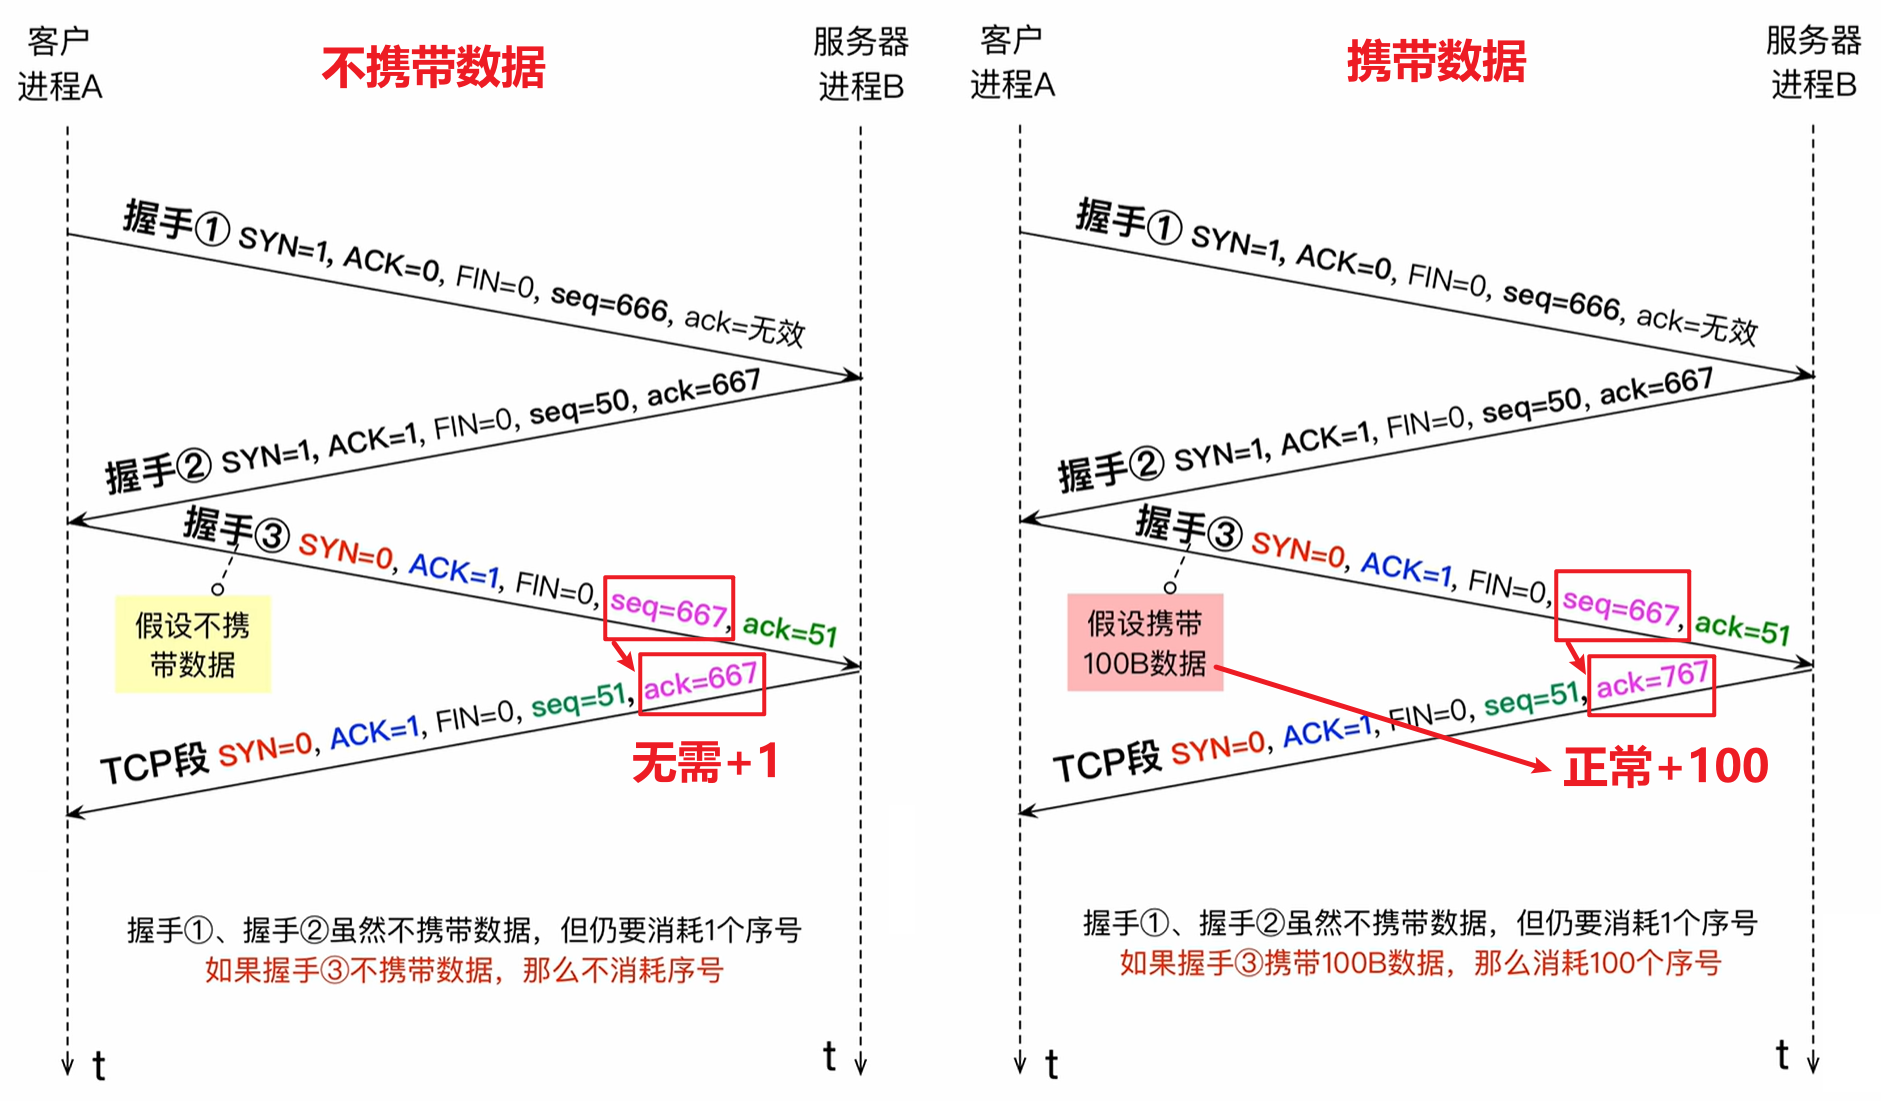 客户
进程A
不携带数据
服务器
进程B
握手① SYN=1, ACK=0, FIN=0, seq=666, ack=无效
握手② SYN=1, ACK=1, FIN=0, seq=50, ack=667
握手③ SYN=0, ACK=1, FIN=0, seq=667, ack=51
假设不携
带数据
TCP段 SYN=0, ACK=1, FIN=0, seq=51, ack=667
无需+1
握手①、握手②虽然不携带数据，但仍要消耗1个序号
如果握手③不携带数据，那么不消耗序号
t
t
客户
进程A
携带数据
服务器
进程B
握手① SYN=1, ACK=0, FIN=0, seq=666, ack=无效
握手② SYN=1, ACK=1, FIN=0, seq=50, ack=667
握手③ SYN=0, ACK=1, FIN=0, seq=667, ack=51
假设携带
100B数据
TCP段 SYN=0, ACK=1, FIN=0, seq=51, ack=767
正常+100
握手①、握手②虽然不携带数据，但仍要消耗1个序号
如果握手③携带100B数据，那么消耗100个序号
t
t